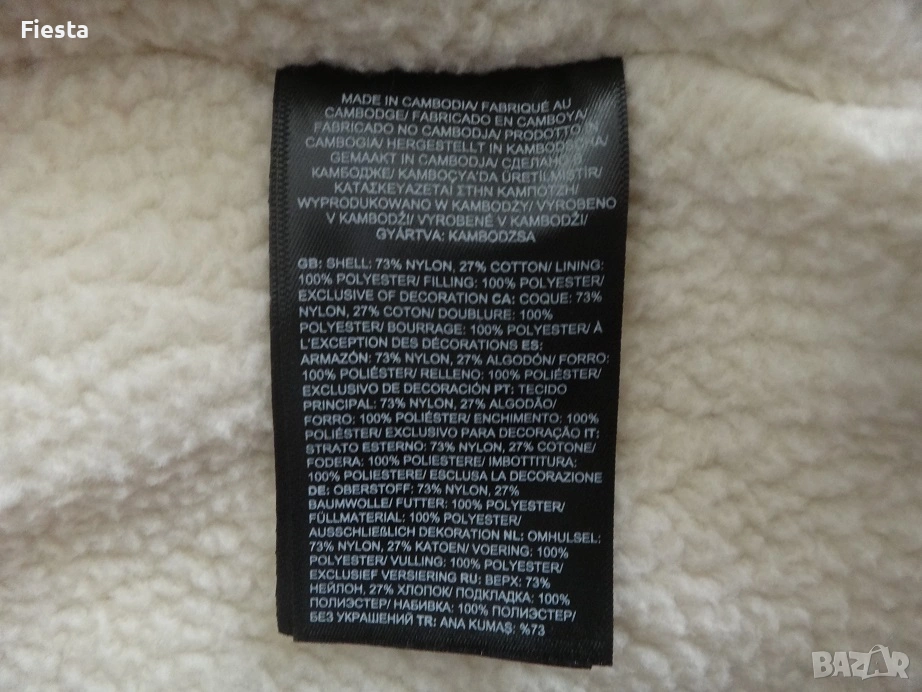 Fiesta
MADE IN CAMBODIA/ FABRIQUÉ AU
CAMBODGE/ FABRICADO EN CAMBOYA/
FABRICADO NO CAMBODJA/ PRODOTTO IN
CAMBOGIA/ HERGESTELLT IN KAMBODSCHA/
GEMAAKT IN CAMBODJA/ СДЕЛАНО В
КАМБОДЖЕ/ KAMBOÇYA'DA ÜRETİLMİŞTİR/
ΚΑΤΑΣΚΕΥΑΖΕΤΑΙ ΣΤΗΝ ΚΑΜΠΟΤΖΗ/
WYPRODUKOWANO W KAMBODŻY/ VYROBENO
V KAMBODŽI/ VYROBENÉ V KAMBODŽI/
GYÁRTVA: KAMBODZSA
GB: SHELL: 73% NYLON, 27% COTTON/ LINING:
100% POLYESTER/ FILLING: 100% POLYESTER/
EXCLUSIVE OF DECORATION CA: COQUE: 73%
NYLON, 27% COTON/ DOUBLURE: 100%
POLYESTER/ BOURRAGE: 100% POLYESTER/ À
L'EXCEPTION DES DÉCORATIONS ES:
ARMAZÓN: 73% NYLON, 27% ALGODÓN/ FORRO:
100% POLIÉSTER/ RELLENO: 100% POLIÉSTER/
EXCLUSIVO DE DECORACIÓN PT: TECIDO
PRINCIPAL: 73% NYLON, 27% ALGODÃO/
FORRO: 100% POLIÉSTER/ ENCHIMENTO: 100%
POLIÉSTER/ EXCLUSIVO PARA DECORAÇÃO IT:
STRATO ESTERNO: 73% NYLON, 27% COTONE/
FODERA: 100% POLIESTERE/ IMBOTTITURA:
100% POLIESTERE/ ESCLUSA LA DECORAZIONE
DE: OBERSTOFF: 73% NYLON, 27%
BAUMWOLLE/ FUTTER: 100% POLYESTER/
FÜLLMATERIAL: 100% POLYESTER/
AUSSCHLIEßLICH DEKORATION NL: OMHULSEL:
73% NYLON, 27% KATOEN/ VOERING: 100%
POLYESTER/ VULLING: 100% POLYESTER/
EXCLUSIEF VERSIERING RU: ВЕРХ: 73%
НЕЙЛОН, 27% ХЛОПОК/ ПОДКЛАДКА: 100%
ПОЛИЭСТЕР/ НАБИВКА: 100% ПОЛИЭСТЕР/
БЕЗ УКРАШЕНИЙ TR: ANA KUMAŞ: %73
BAZAR